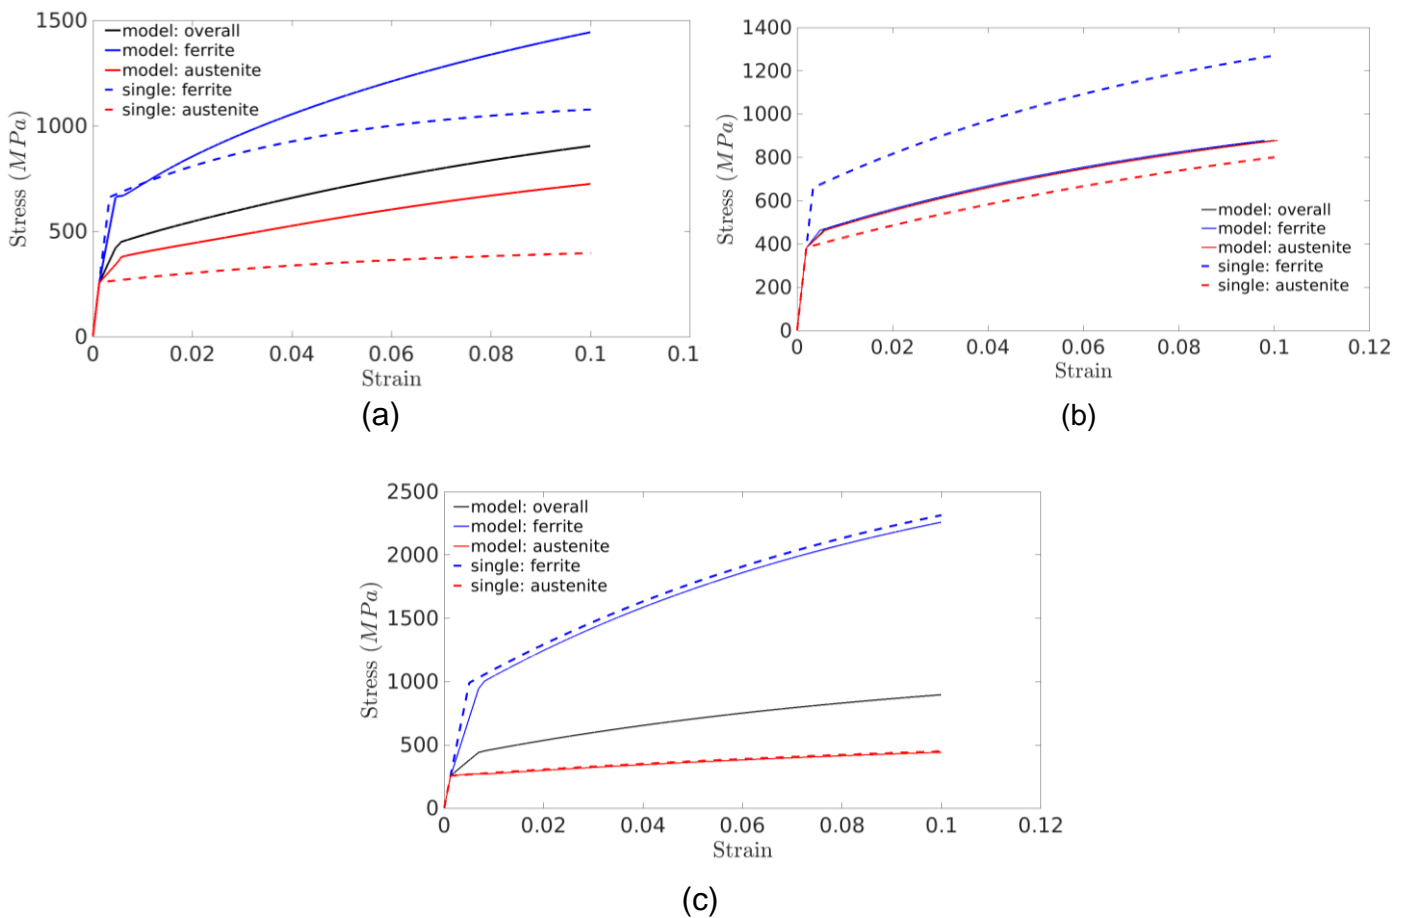 1500
1000
500
0
Stress (MPa)
model: overall
model: ferrite
model: austenite
single: ferrite
single: austenite
0 0.02 0.04 0.06 0.08 0.1 0.1
Strain
(a)
1400
1200
1000
800
600
400
200
0
Stress (MPa)
model: overall
model: ferrite
model: austenite
single: ferrite
single: austenite
0 0.02 0.04 0.06 0.08 0.1 0.12
Strain
(b)
2500
2000
1500
1000
500
0
Stress (MPa)
model: overall
model: ferrite
model: austenite
single: ferrite
single: austenite
0 0.02 0.04 0.06 0.08 0.1 0.12
Strain
(c)